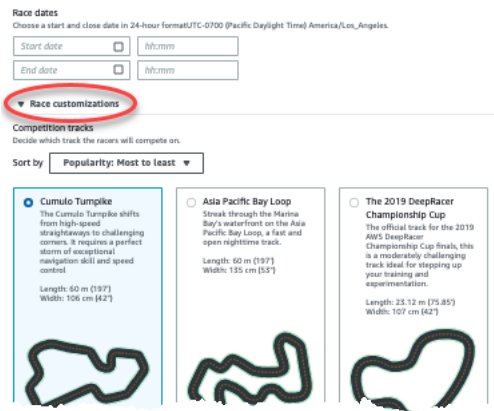 Race dates
Choose a start and close date in 24-hour formatUTC-0700 (Pacific Daylight Time) America/Los_Angeles.
Start date
hh:mm
End date
hh:mm
▼ Race customizations
Competition tracks
Decide which track the racers will compete on.
Sort by
Popularity: Most to least ▼
Cumulo Turnpike
The Cumulo Turnpike shifts
from high-speed
straightaways to challenging
corners. It requires a perfect
storm of exceptional
navigation skill and speed
control
Length: 60 m (197')
Width: 106 cm (42")
Asia Pacific Bay Loop
Streak through the Marina
Bay's waterfront on the Asia
Pacific Bay Loop, a fast and
open nighttime track.
Length: 60 m (197')
Width: 135 cm (53")
The 2019 DeepRacer
Championship Cup
The official track for the 2019
AWS DeepRacer
Championship Cup finals, this
is a moderately challenging
track ideal for stepping up
your training and
experimentation.
Length: 23.12 m (75.85')
Width: 107 cm (42")